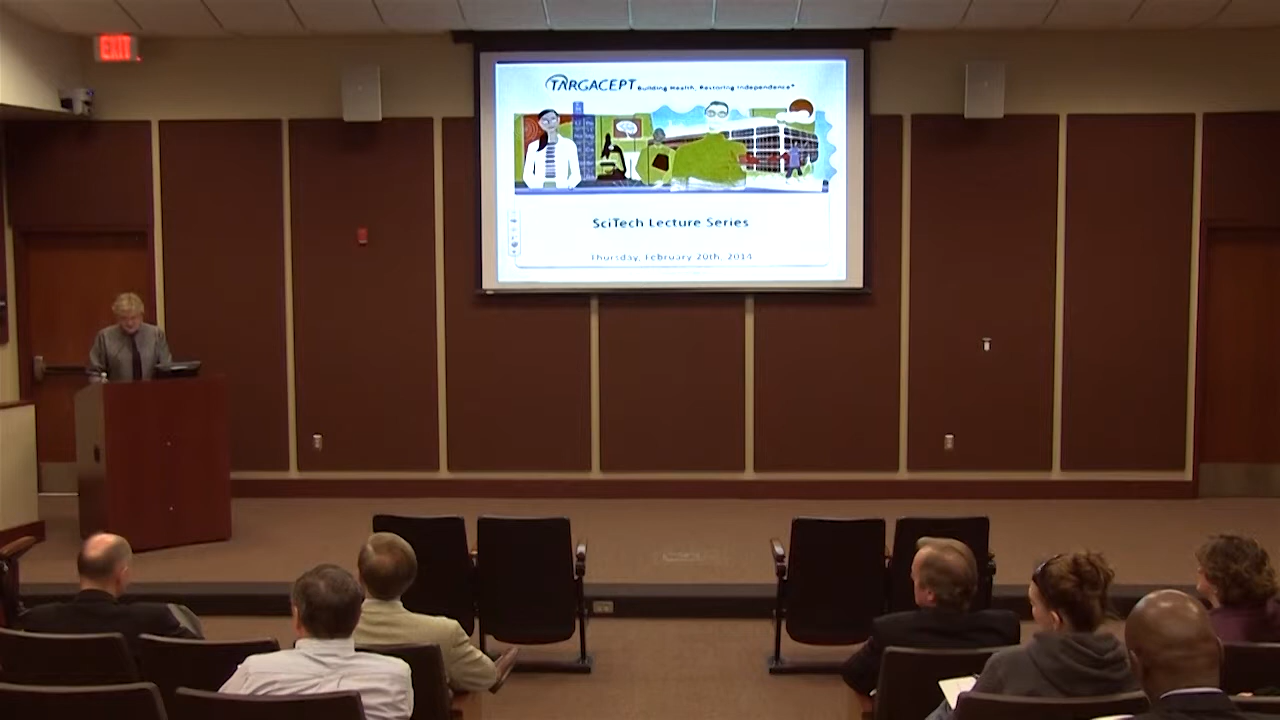 EXIT
TARGACEPT Building Health, Restoring Independence
SciTech Lecture Series
Thursday, February 20th, 2014